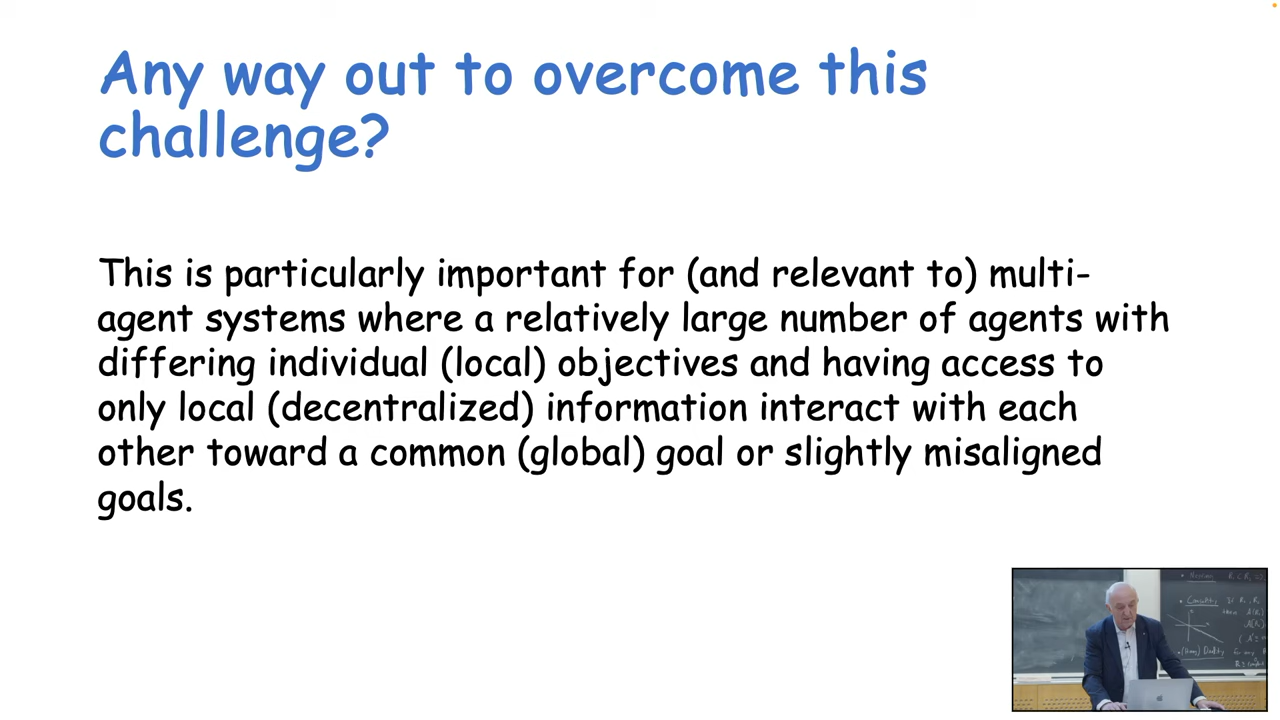 Any way out to overcome this
challenge?
This is particularly important for (and relevant to) multi-
agent systems where a relatively large number of agents with
differing individual (local) objectives and having access to
only local (decentralized) information interact with each
other toward a common (global) goal or slightly misaligned
goals.
Causality
Duality